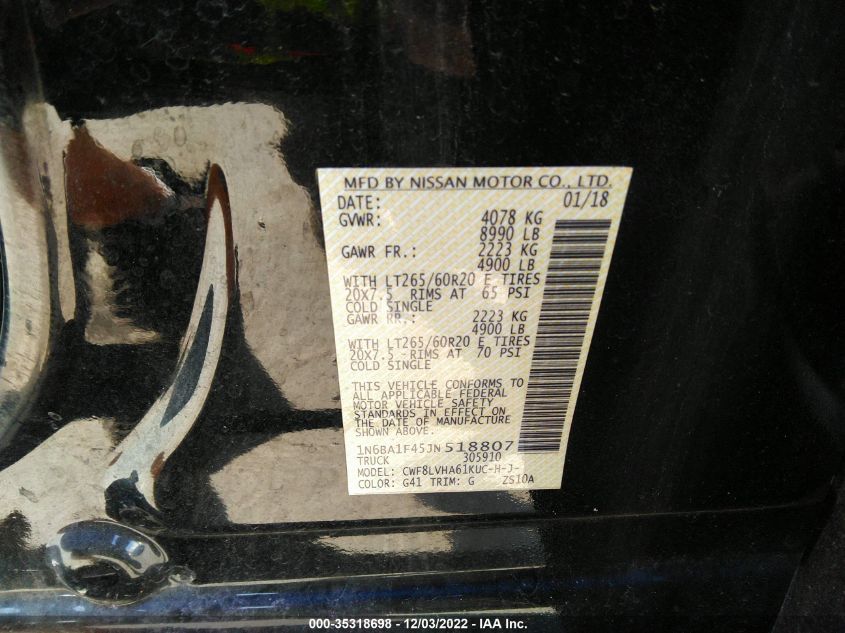 MFD BY NISSAN MOTOR CO., LTD.
DATE: 01/18
GVWR: 4078 KG
8990 LB
GAWR FR.: 2223 KG
4900 LB
WITH LT265/60R20 E TIRES
20X7.5 RIMS AT 65 PSI
COLD SINGLE
GAWR RR.: 2223 KG
4900 LB
WITH LT265/60R20 E TIRES
20X7.5 RIMS AT 70 PSI
COLD SINGLE
THIS VEHICLE CONFORMS TO
ALL APPLICABLE FEDERAL
MOTOR VEHICLE SAFETY
STANDARDS IN EFFECT ON
THE DATE OF MANUFACTURE
SHOWN ABOVE.
1N6BA1F45JN518807
TRUCK 305910
MODEL: CWF8LVHA61KUC-H-J-
COLOR: G41 TRIM: G ZS10A
000-35318698 - 12/03/2022 - IAA Inc.